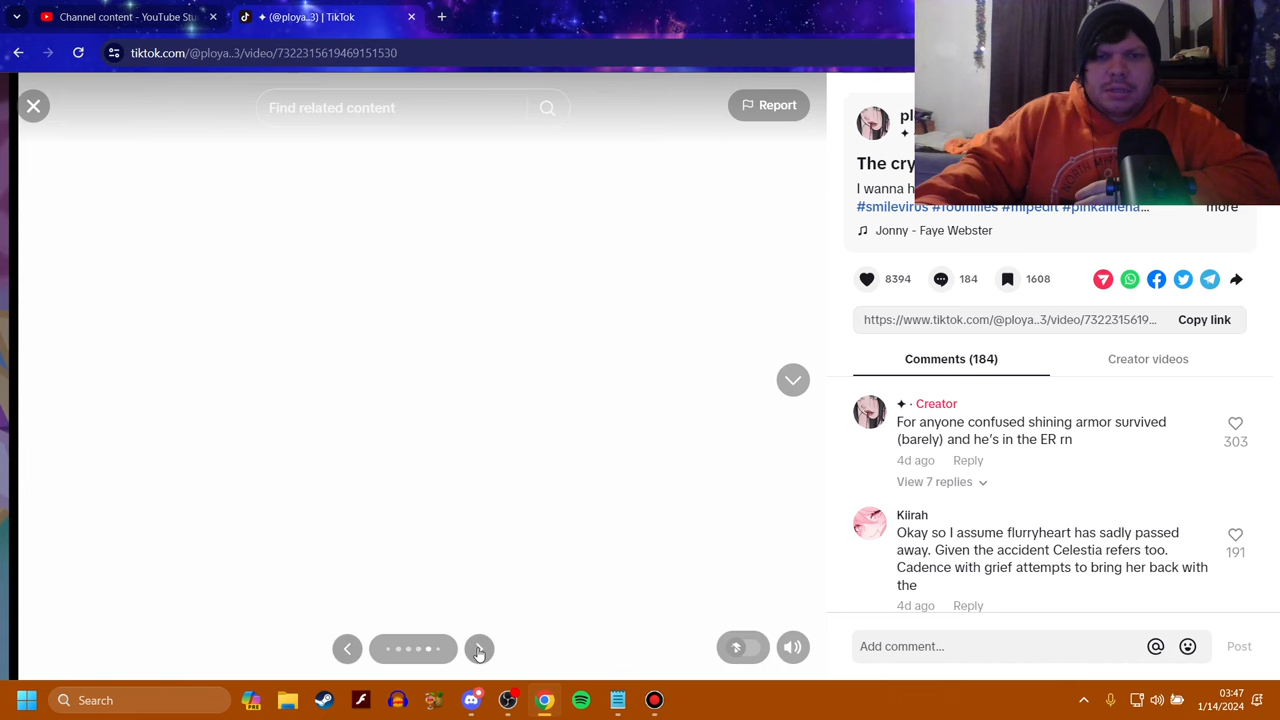 Channel content - YouTube Stu
✦ (@ploya..3) | TikTok
tiktok.com/@ploya..3/video/7322315619469151530
Find related content
Report
The cry
I wanna h
#smilevirus #foumilies #mlpedit #pinkamena... more
Jonny - Faye Webster
8394
184
1608
https://www.tiktok.com/@ploya..3/video/7322315619... Copy link
Comments (184)
Creator videos
✦ · Creator
For anyone confused shining armor survived
(barely) and he's in the ER rn
303
4d ago Reply
View 7 replies
Kiirah
Okay so I assume flurryheart has sadly passed
away. Given the accident Celestia refers too.
Cadence with grief attempts to bring her back with
the
191
4d ago Reply
Add comment...
Post
Search
03:47
1/14/2024